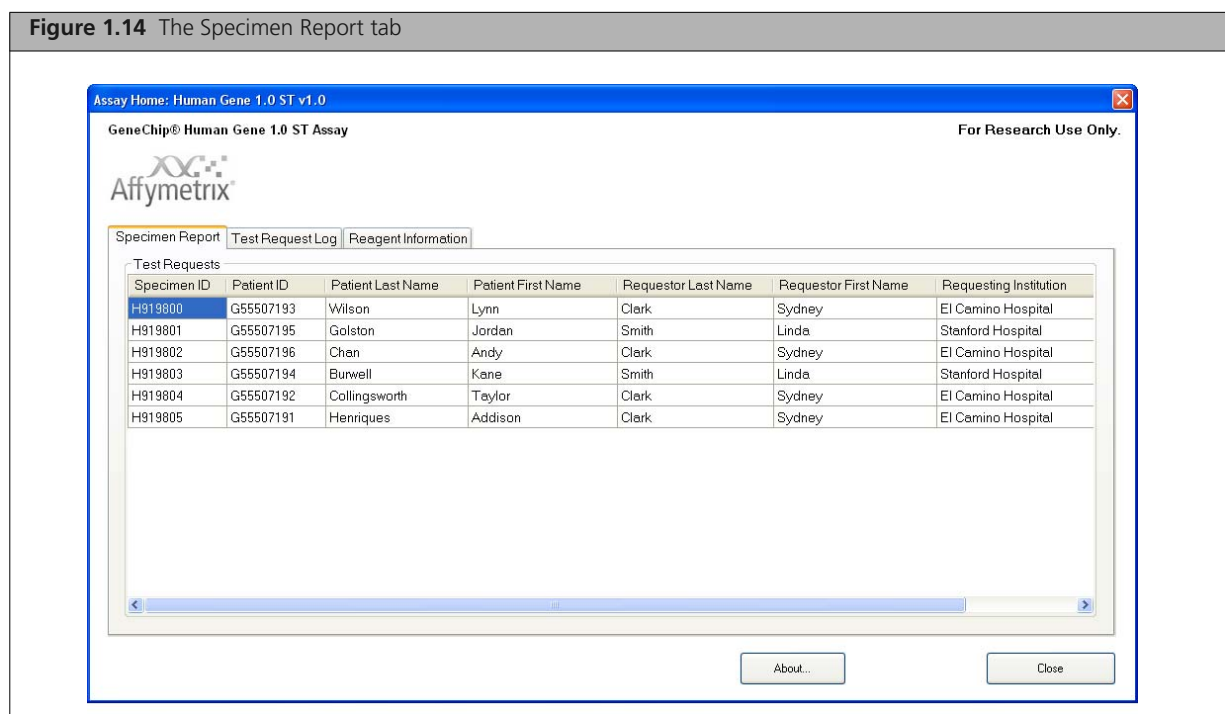 Figure 1.14 The Specimen Report tab
Assay Home: Human Gene 1.0 ST v1.0
GeneChip® Human Gene 1.0 ST Assay For Research Use Only.
Affymetrix
Specimen Report Test Request Log Reagent Information
Test Requests
Specimen ID Patient ID Patient Last Name Patient First Name Requestor Last Name Requestor First Name Requesting Institution
H919800 G55507193 Wilson Lynn Clark Sydney El Camino Hospital
H919801 G55507195 Golston Jordan Smith Linda Stanford Hospital
H919802 G55507196 Chan Andy Clark Sydney El Camino Hospital
H919803 G55507194 Burwell Kane Smith Linda Stanford Hospital
H919804 G55507192 Collingsworth Taylor Clark Sydney El Camino Hospital
H919805 G55507191 Henriques Addison Clark Sydney El Camino Hospital
About... Close